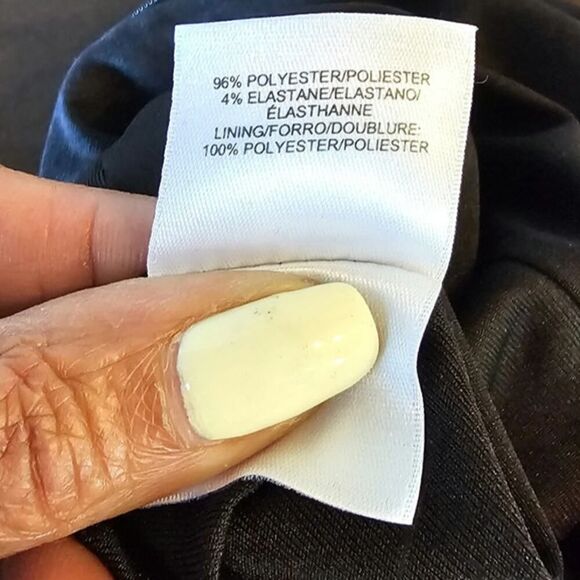 96% POLYESTER/POLIESTER
4% ELASTANE/ELASTANO/
ÉLASTHANNE
LINING/FORRO/DOUBLURE:
100% POLYESTER/POLIESTER